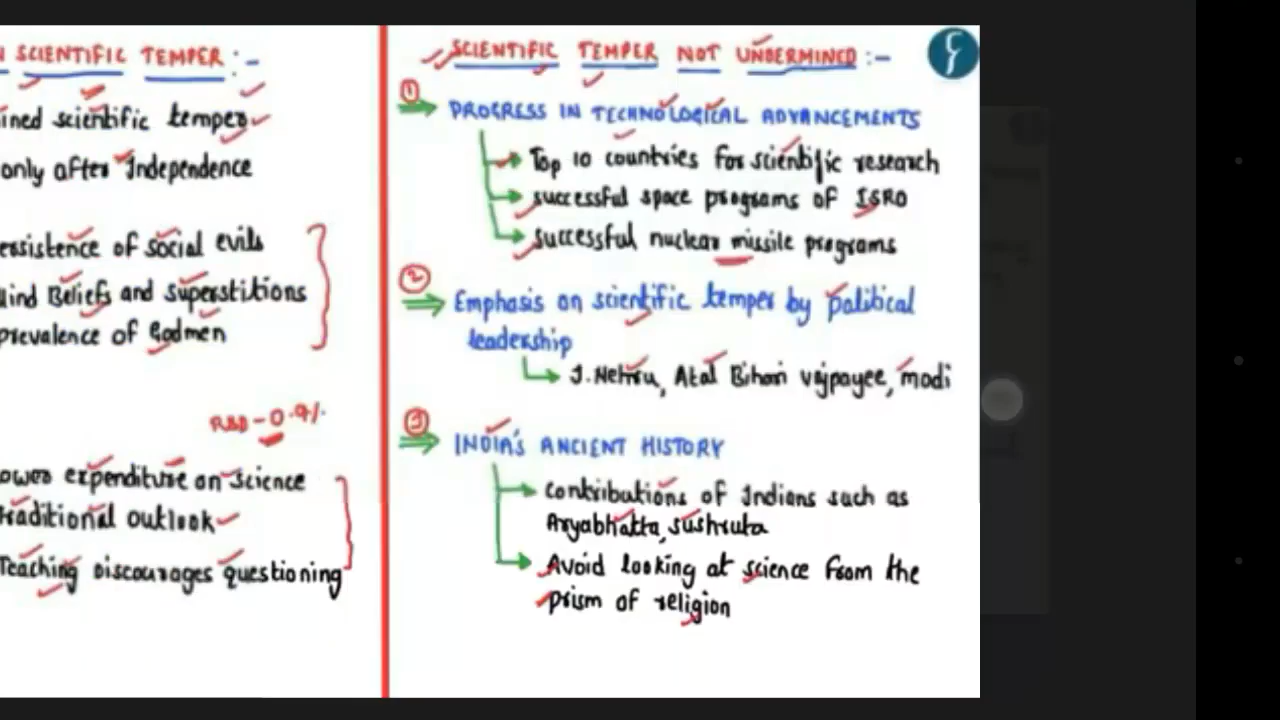 SCIENTIFIC TEMPER :-
scientific temper
only after Independence
of social evils
Beliefs and superstitions
prevalence of Godmen
R&D - 0.9%
expenditure on science
traditional outlook
Teaching discourages questioning
SCIENTIFIC TEMPER NOT UNDERMINED :-
1
PROGRESS IN TECHNOLOGICAL ADVANCEMENTS
Top 10 countries for scientific research
successful space programs of ISRO
successful nuclear missile programs
2
Emphasis on scientific temper by political
leadership
J. Nehru, Atal Bihari vajpayee, modi
3
INDIA'S ANCIENT HISTORY
contributions of Indians such as
Aryabhatta, sushruta
Avoid looking at science from the
prism of religion